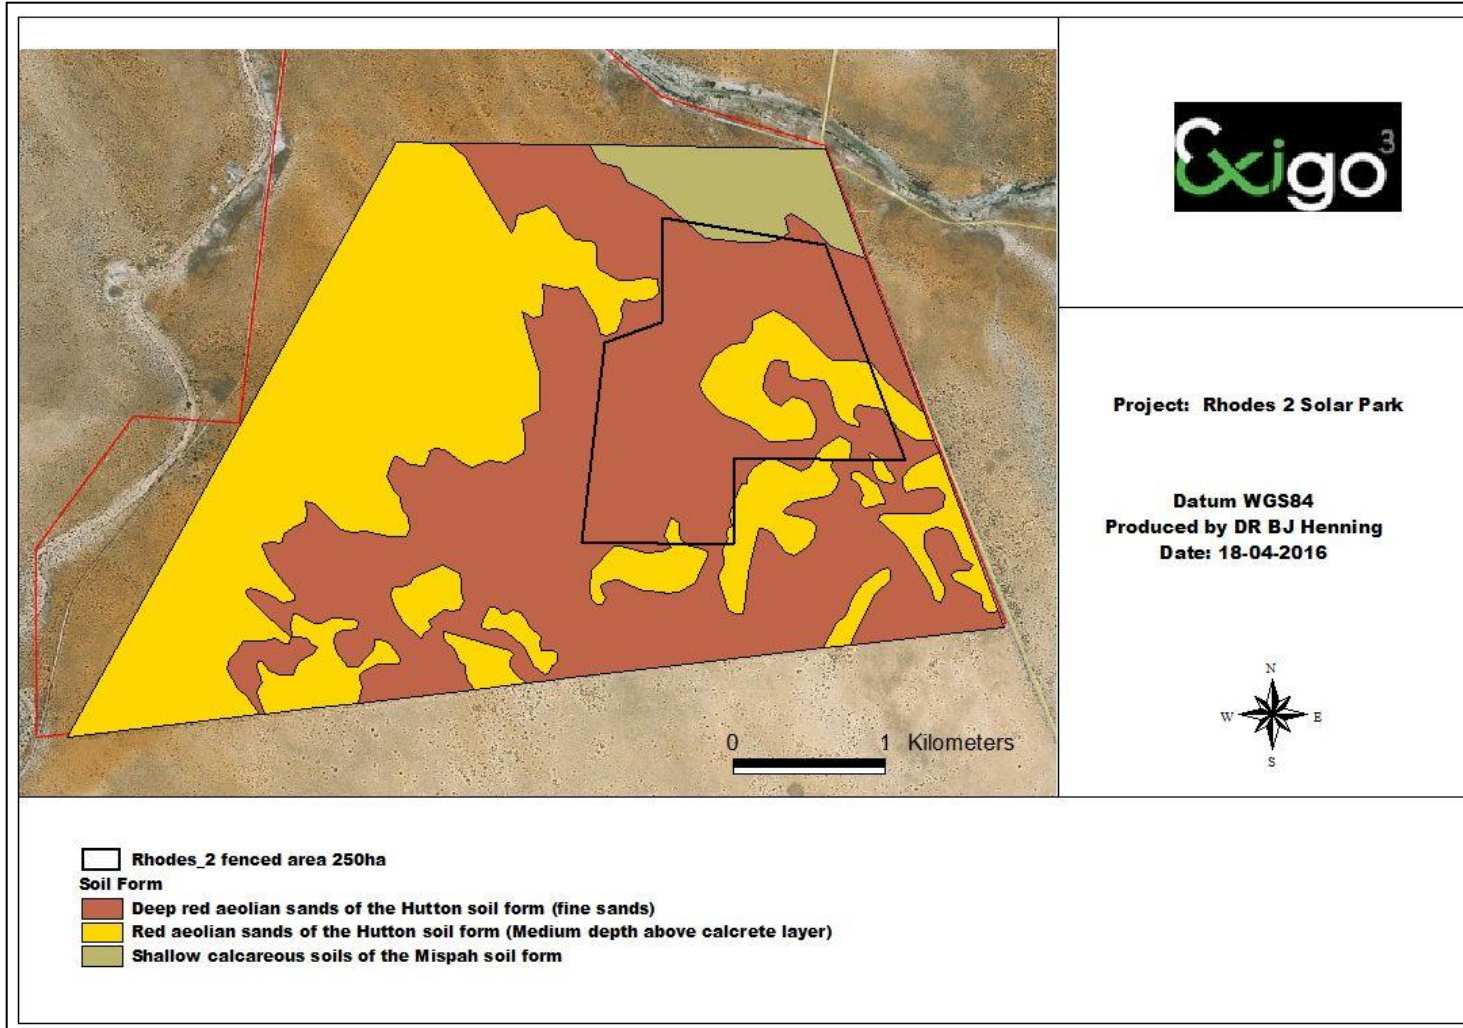 Exigo3
Project: Rhodes 2 Solar Park
Datum WGS84
Produced by DR BJ Henning
Date: 18-04-2016
N
W E
S
0 1 Kilometers
Rhodes_2 fenced area 250ha
Soil Form
Deep red aeolian sands of the Hutton soil form (fine sands)
Red aeolian sands of the Hutton soil form (Medium depth above calcrete layer)
Shallow calcareous soils of the Mispah soil form